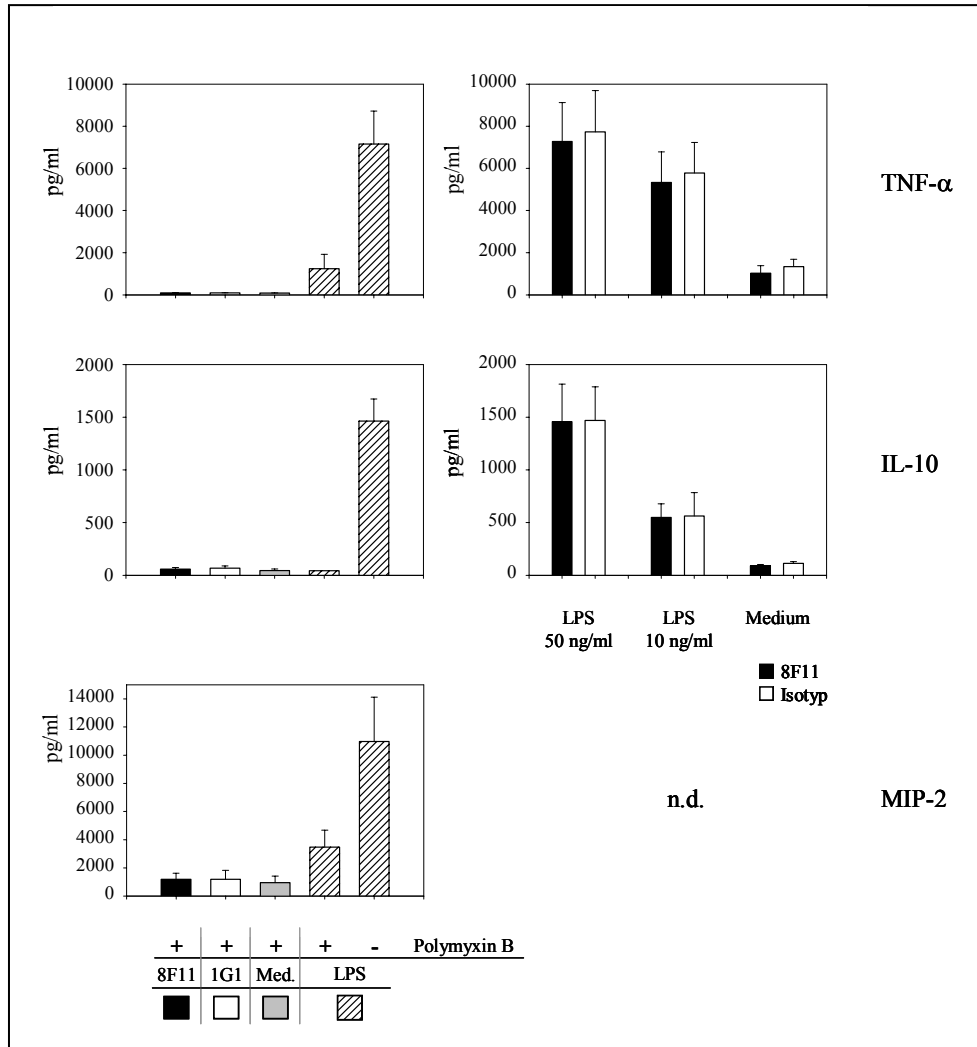 10000
8000
6000
4000
2000
0
pg/ml
10000
8000
6000
4000
2000
0
pg/ml
TNF-α
2000
1500
1000
500
0
pg/ml
2000
1500
1000
500
0
pg/ml
IL-10
LPS
50 ng/ml
LPS
10 ng/ml
Medium
8F11
Isotyp
14000
12000
10000
8000
6000
4000
2000
0
pg/ml
n.d.
MIP-2
+ + + + - Polymyxin B
8F11 1G1 Med. LPS